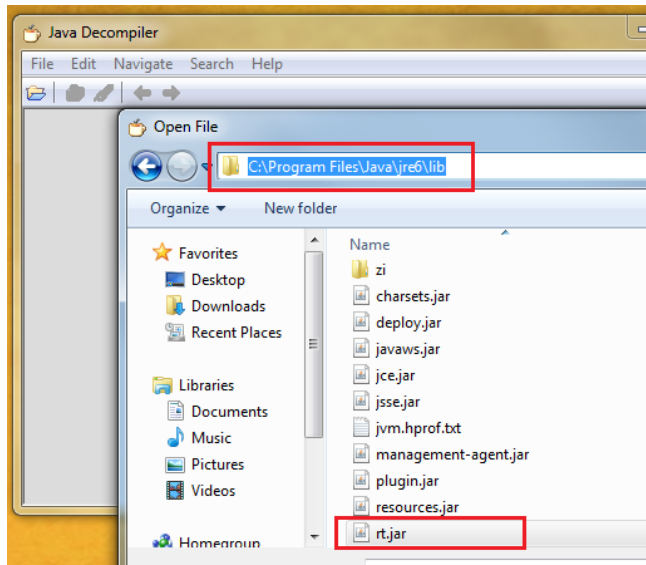 Java Decompiler
File Edit Navigate Search Help
Open File
C:\Program Files\Java\jre6\lib
Organize New folder
Name
Favorites
Desktop
Downloads
Recent Places
Libraries
Documents
Music
Pictures
Videos
Homegroup
zi
charsets.jar
deploy.jar
javaws.jar
jce.jar
jsse.jar
jvm.hprof.txt
management-agent.jar
plugin.jar
resources.jar
rt.jar